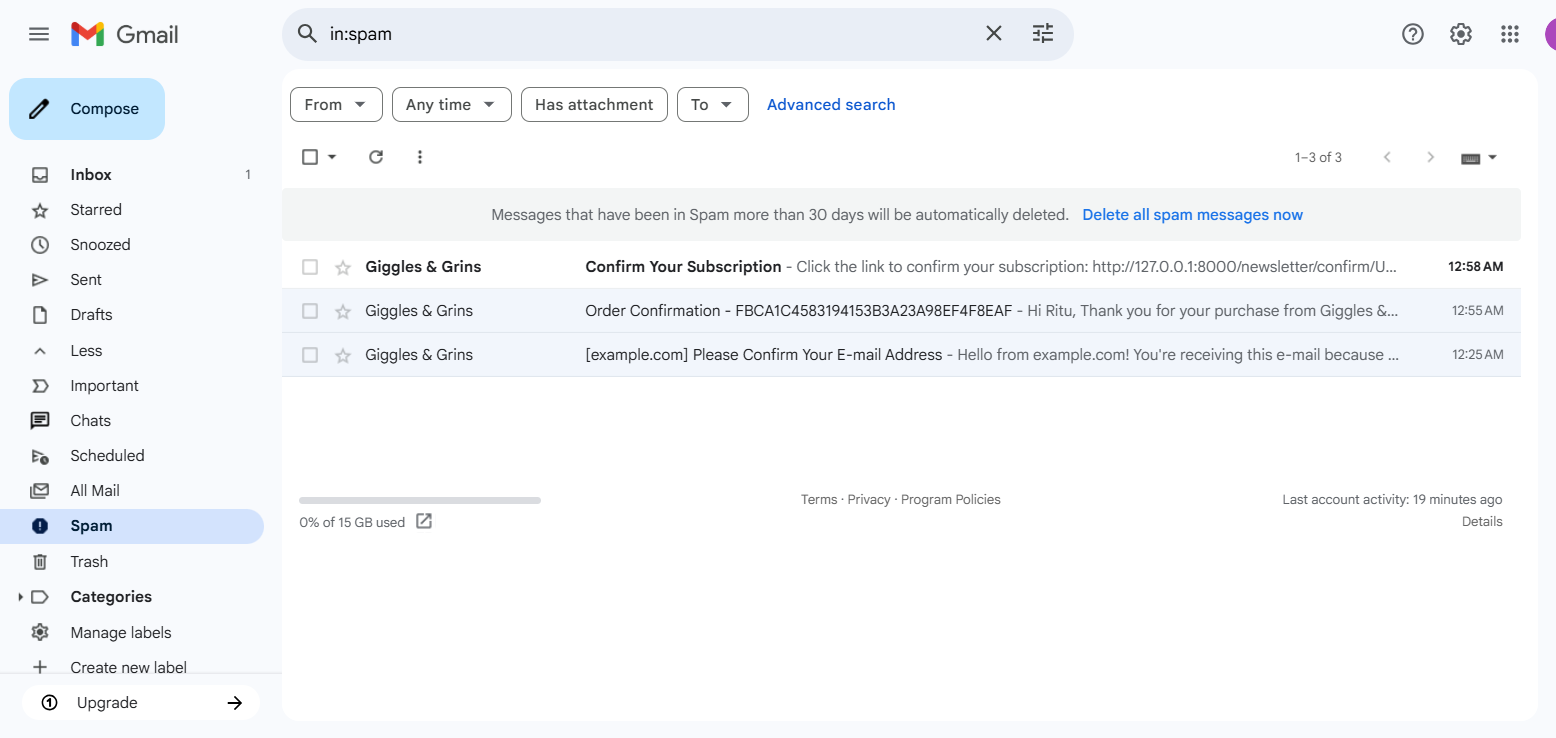 Gmail
in:spam
Compose
From
Any time
Has attachment
To
Advanced search
1–3 of 3
Inbox 1
Starred
Snoozed
Sent
Drafts
Less
Important
Chats
Scheduled
All Mail
Spam
Trash
Categories
Manage labels
Create new label
Upgrade
Messages that have been in Spam more than 30 days will be automatically deleted. Delete all spam messages now
Giggles & Grins Confirm Your Subscription - Click the link to confirm your subscription: http://127.0.0.1:8000/newsletter/confirm/U... 12:58 AM
Giggles & Grins Order Confirmation - FBCA1C4583194153B3A23A98EF4F8EAF - Hi Ritu, Thank you for your purchase from Giggles &... 12:55 AM
Giggles & Grins [example.com] Please Confirm Your E-mail Address - Hello from example.com! You're receiving this e-mail because ... 12:25 AM
0% of 15 GB used
Terms · Privacy · Program Policies
Last account activity: 19 minutes ago
Details